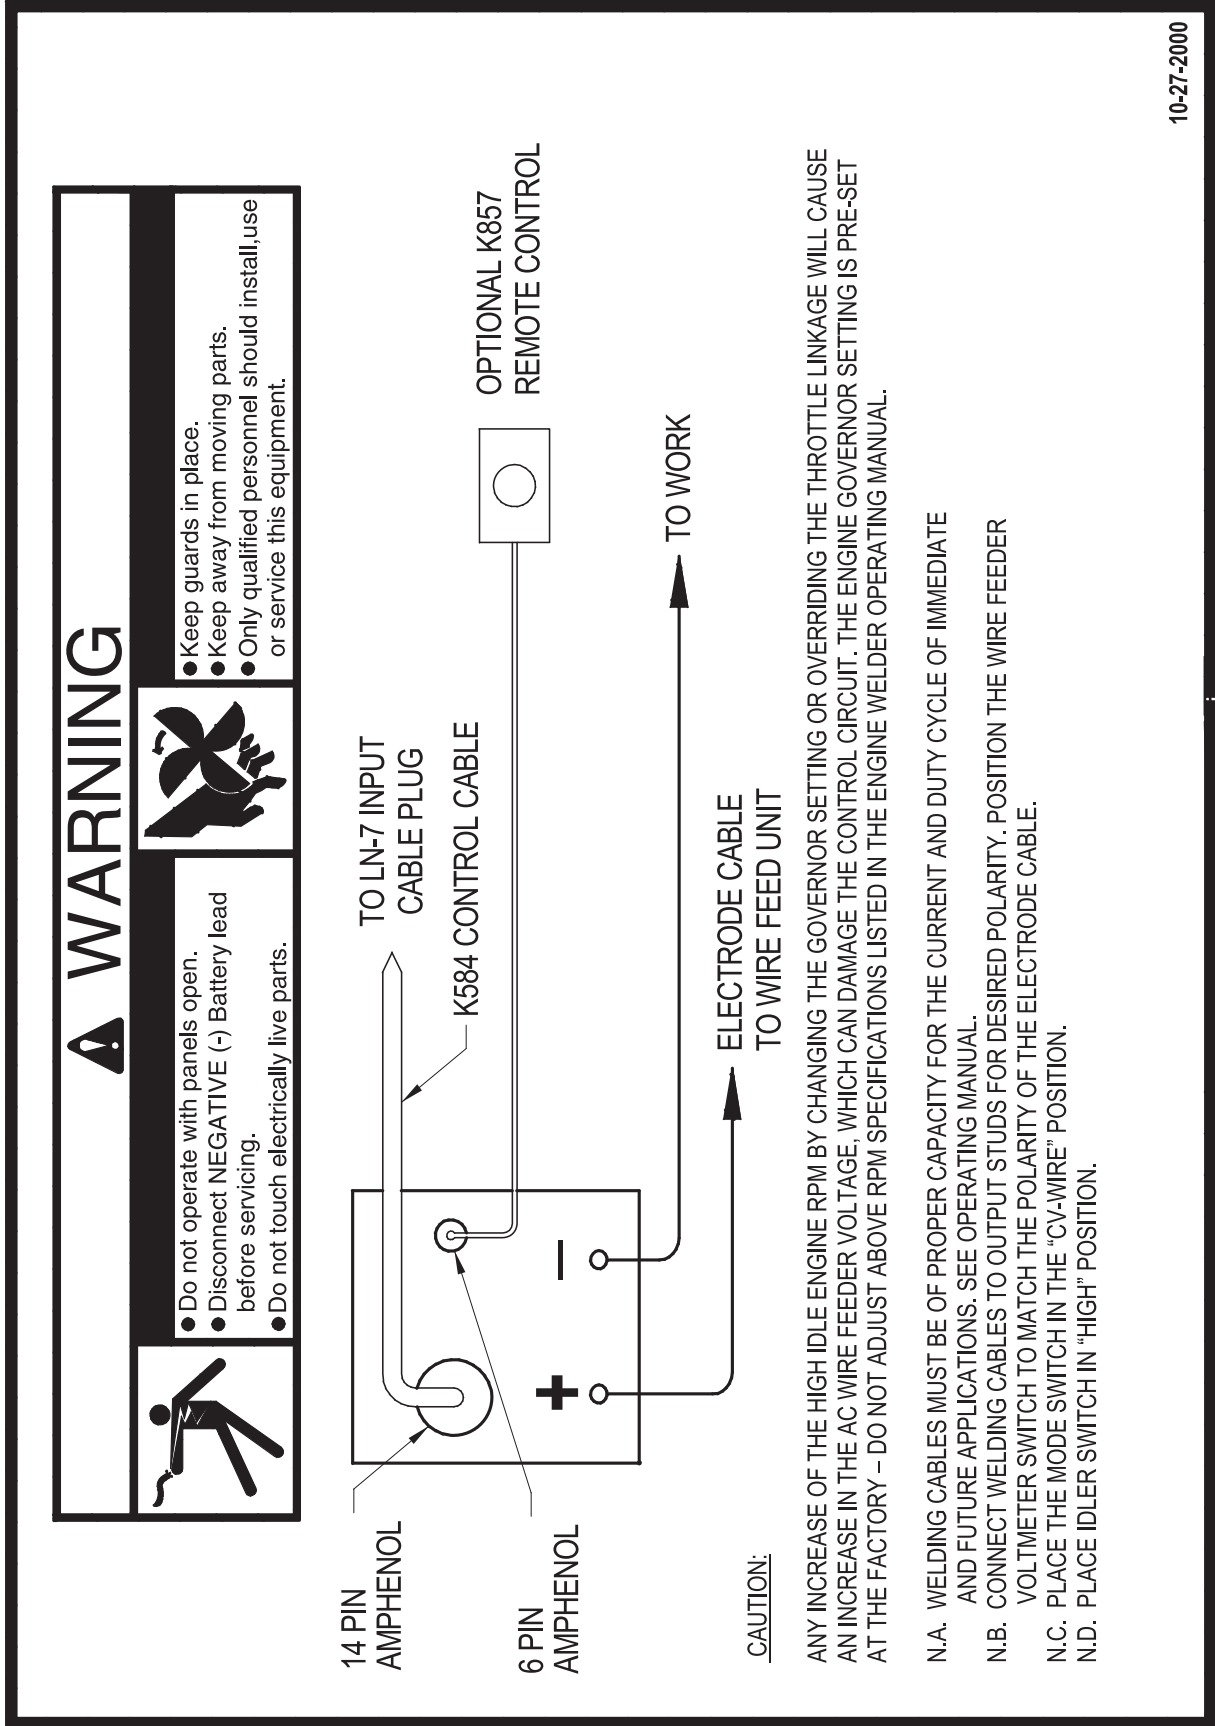 WARNING
● Do not operate with panels open.
● Disconnect NEGATIVE (-) Battery lead
before servicing.
● Do not touch electrically live parts.
● Keep guards in place.
● Keep away from moving parts.
● Only qualified personnel should install,use
or service this equipment.
14 PIN
AMPHENOL
6 PIN
AMPHENOL
TO LN-7 INPUT
CABLE PLUG
K584 CONTROL CABLE
OPTIONAL K857
REMOTE CONTROL
+
–
TO WORK
ELECTRODE CABLE
TO WIRE FEED UNIT
CAUTION:
ANY INCREASE OF THE HIGH IDLE ENGINE RPM BY CHANGING THE GOVERNOR SETTING OR OVERRIDING THE THROTTLE LINKAGE WILL CAUSE
AN INCREASE IN THE AC WIRE FEEDER VOLTAGE, WHICH CAN DAMAGE THE CONTROL CIRCUIT. THE ENGINE GOVERNOR SETTING IS PRE-SET
AT THE FACTORY – DO NOT ADJUST ABOVE RPM SPECIFICATIONS LISTED IN THE ENGINE WELDER OPERATING MANUAL.
N.A. WELDING CABLES MUST BE OF PROPER CAPACITY FOR THE CURRENT AND DUTY CYCLE OF IMMEDIATE
AND FUTURE APPLICATIONS. SEE OPERATING MANUAL.
N.B. CONNECT WELDING CABLES TO OUTPUT STUDS FOR DESIRED POLARITY. POSITION THE WIRE FEEDER
VOLTMETER SWITCH TO MATCH THE POLARITY OF THE ELECTRODE CABLE.
N.C. PLACE THE MODE SWITCH IN THE “CV-WIRE” POSITION.
N.D. PLACE IDLER SWITCH IN “HIGH” POSITION.
10-27-2000